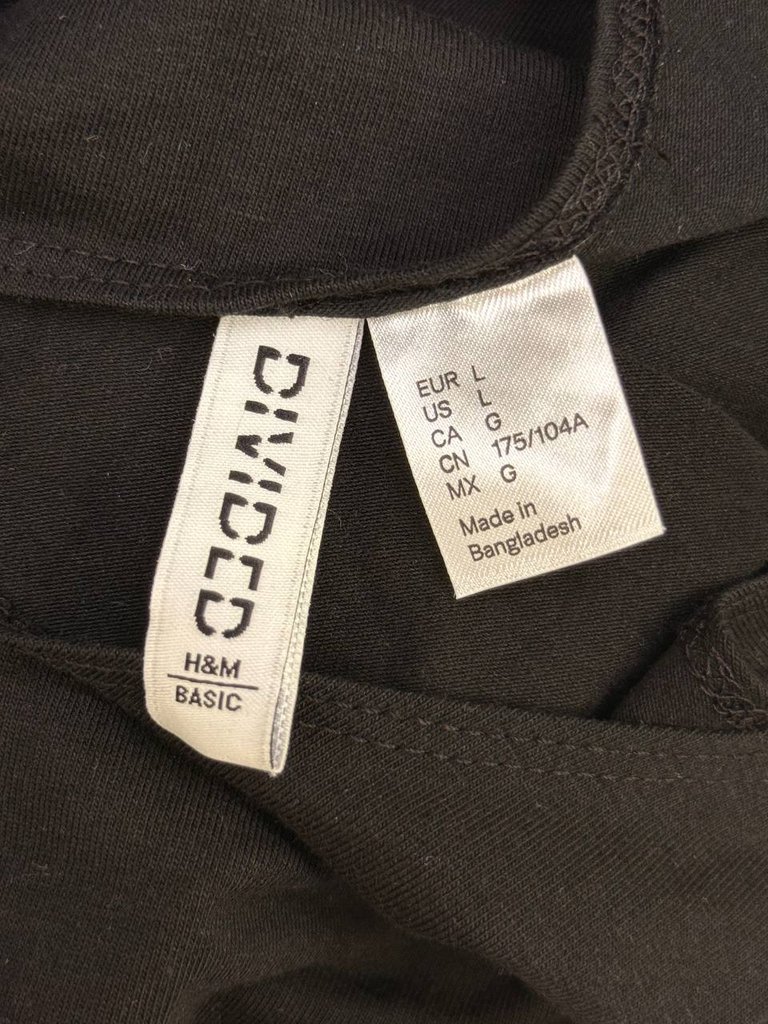 DIVIDED
H&M
BASIC
EUR L
US L
CA G
CN 175/104A
MX G
Made in
Bangladesh